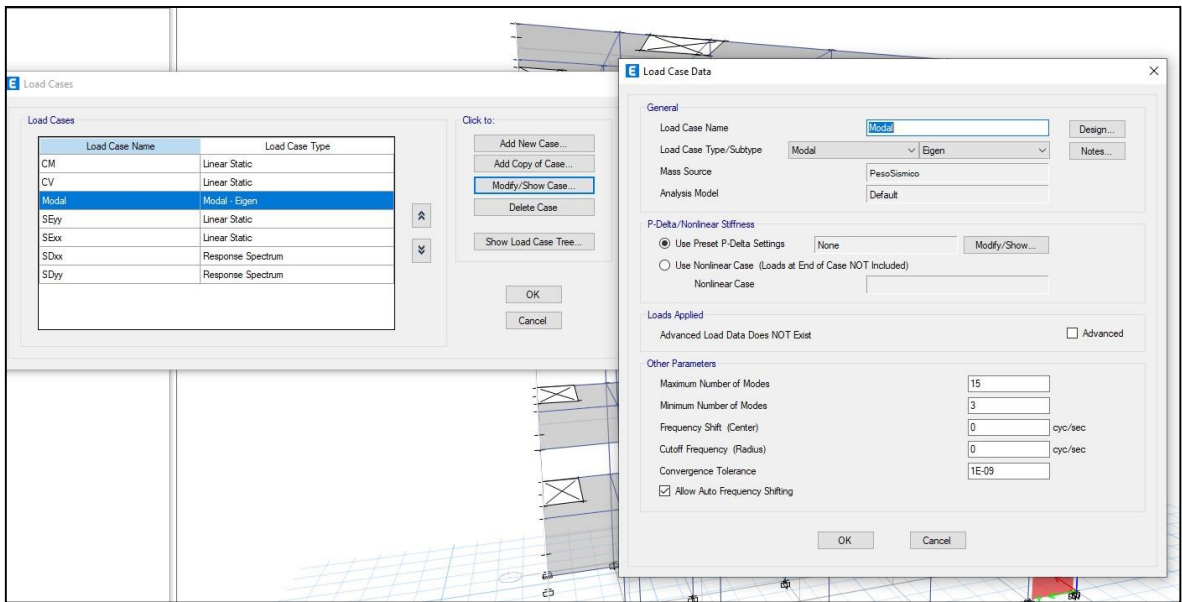 Load Cases
Load Cases
Load Case Name Load Case Type
CM Linear Static
CV Linear Static
Modal Modal - Eigen
SEyy Linear Static
SExx Linear Static
SDxx Response Spectrum
SDyy Response Spectrum
Click to:
Add New Case...
Add Copy of Case...
Modify/Show Case...
Delete Case
Show Load Case Tree...
OK
Cancel
E Load Case Data
General
Load Case Name Modal Design...
Load Case Type/Subtype Modal Eigen Notes...
Mass Source PesoSismico
Analysis Model Default
P-Delta/Nonlinear Stiffness
Use Preset P-Delta Settings None Modify/Show...
Use Nonlinear Case (Loads at End of Case NOT Included)
Nonlinear Case
Loads Applied
Advanced Load Data Does NOT Exist Advanced
Other Parameters
Maximum Number of Modes 15
Minimum Number of Modes 3
Frequency Shift (Center) 0 cyc/sec
Cutoff Frequency (Radius) 0 cyc/sec
Convergence Tolerance 1E-09
Allow Auto Frequency Shifting
OK Cancel